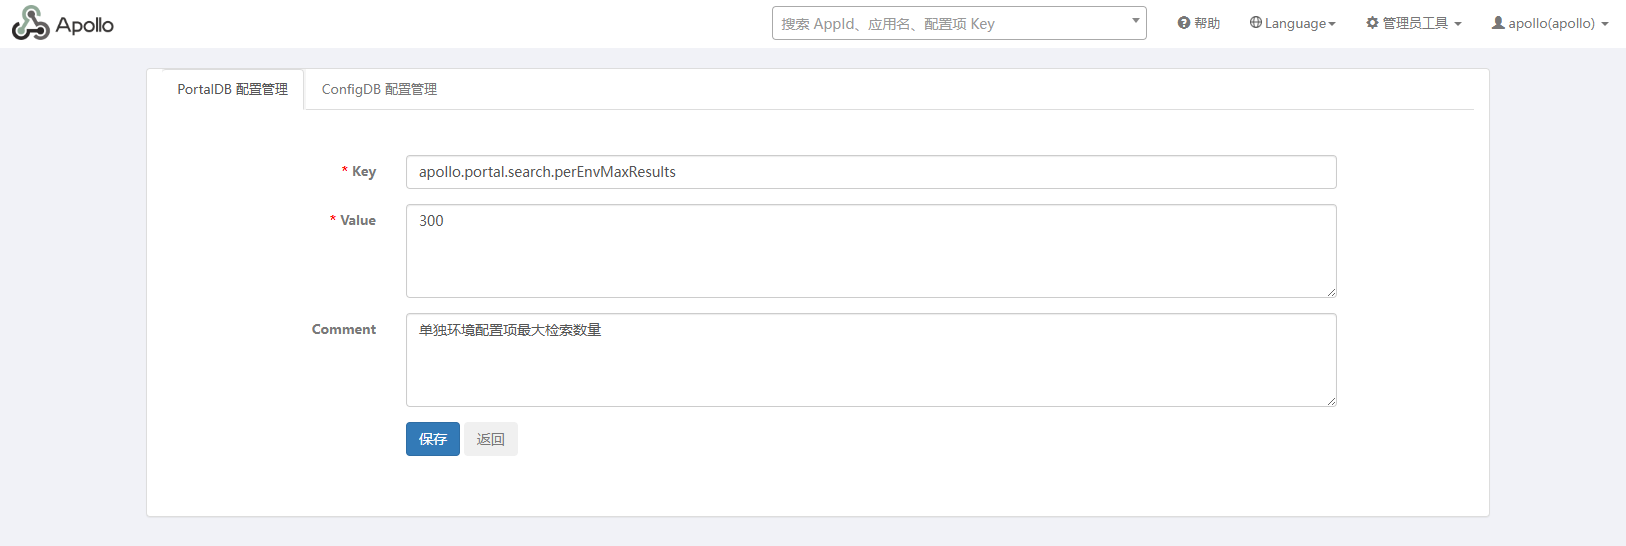 Apollo
搜索 AppId、应用名、配置项 Key
帮助
Language
管理员工具
apollo(apollo)
PortalDB 配置管理
ConfigDB 配置管理
* Key
apollo.portal.search.perEnvMaxResults
* Value
300
Comment
单独环境配置项最大检索数量
保存
返回